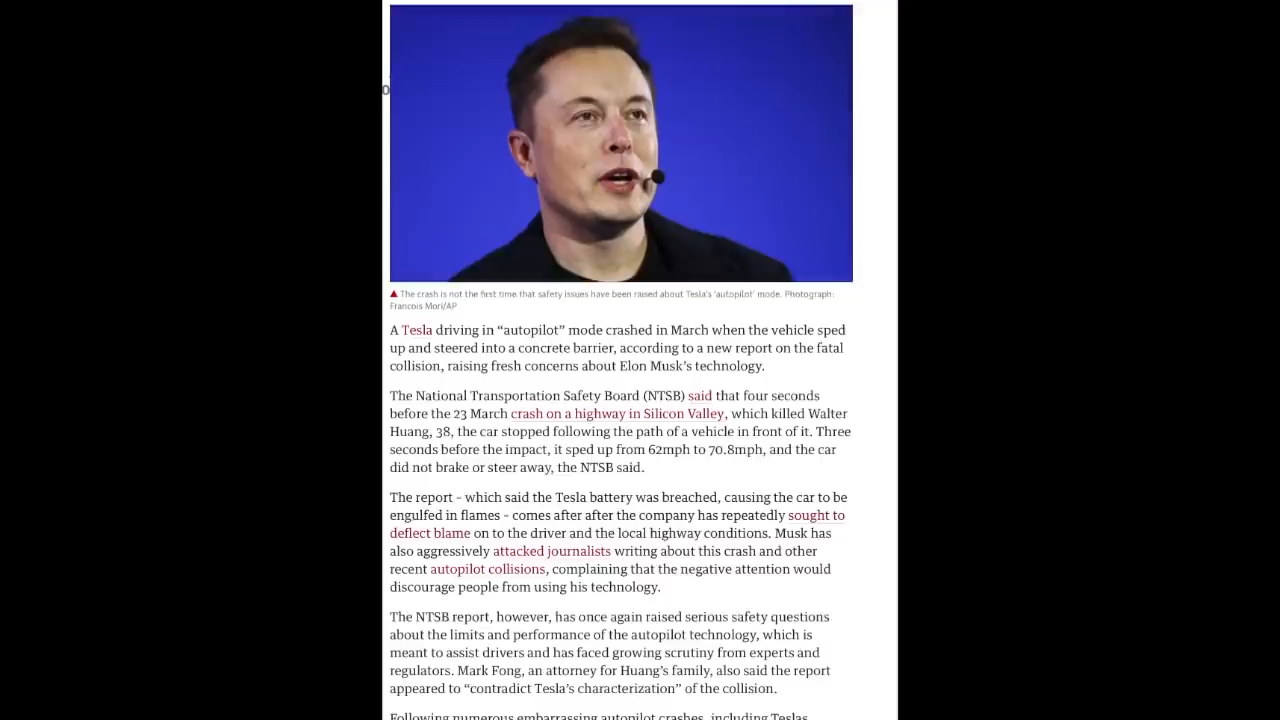 ▲ The crash is not the first time that safety issues have been raised about Tesla's 'autopilot' mode. Photograph:
Francois Mori/AP
A Tesla driving in “autopilot” mode crashed in March when the vehicle sped
up and steered into a concrete barrier, according to a new report on the fatal
collision, raising fresh concerns about Elon Musk’s technology.
The National Transportation Safety Board (NTSB) said that four seconds
before the 23 March crash on a highway in Silicon Valley, which killed Walter
Huang, 38, the car stopped following the path of a vehicle in front of it. Three
seconds before the impact, it sped up from 62mph to 70.8mph, and the car
did not brake or steer away, the NTSB said.
The report – which said the Tesla battery was breached, causing the car to be
engulfed in flames – comes after after the company has repeatedly sought to
deflect blame on to the driver and the local highway conditions. Musk has
also aggressively attacked journalists writing about this crash and other
recent autopilot collisions, complaining that the negative attention would
discourage people from using his technology.
The NTSB report, however, has once again raised serious safety questions
about the limits and performance of the autopilot technology, which is
meant to assist drivers and has faced growing scrutiny from experts and
regulators. Mark Fong, an attorney for Huang’s family, also said the report
appeared to “contradict Tesla’s characterization” of the collision.
Following numerous embarrassing autopilot crashes, including Teslas